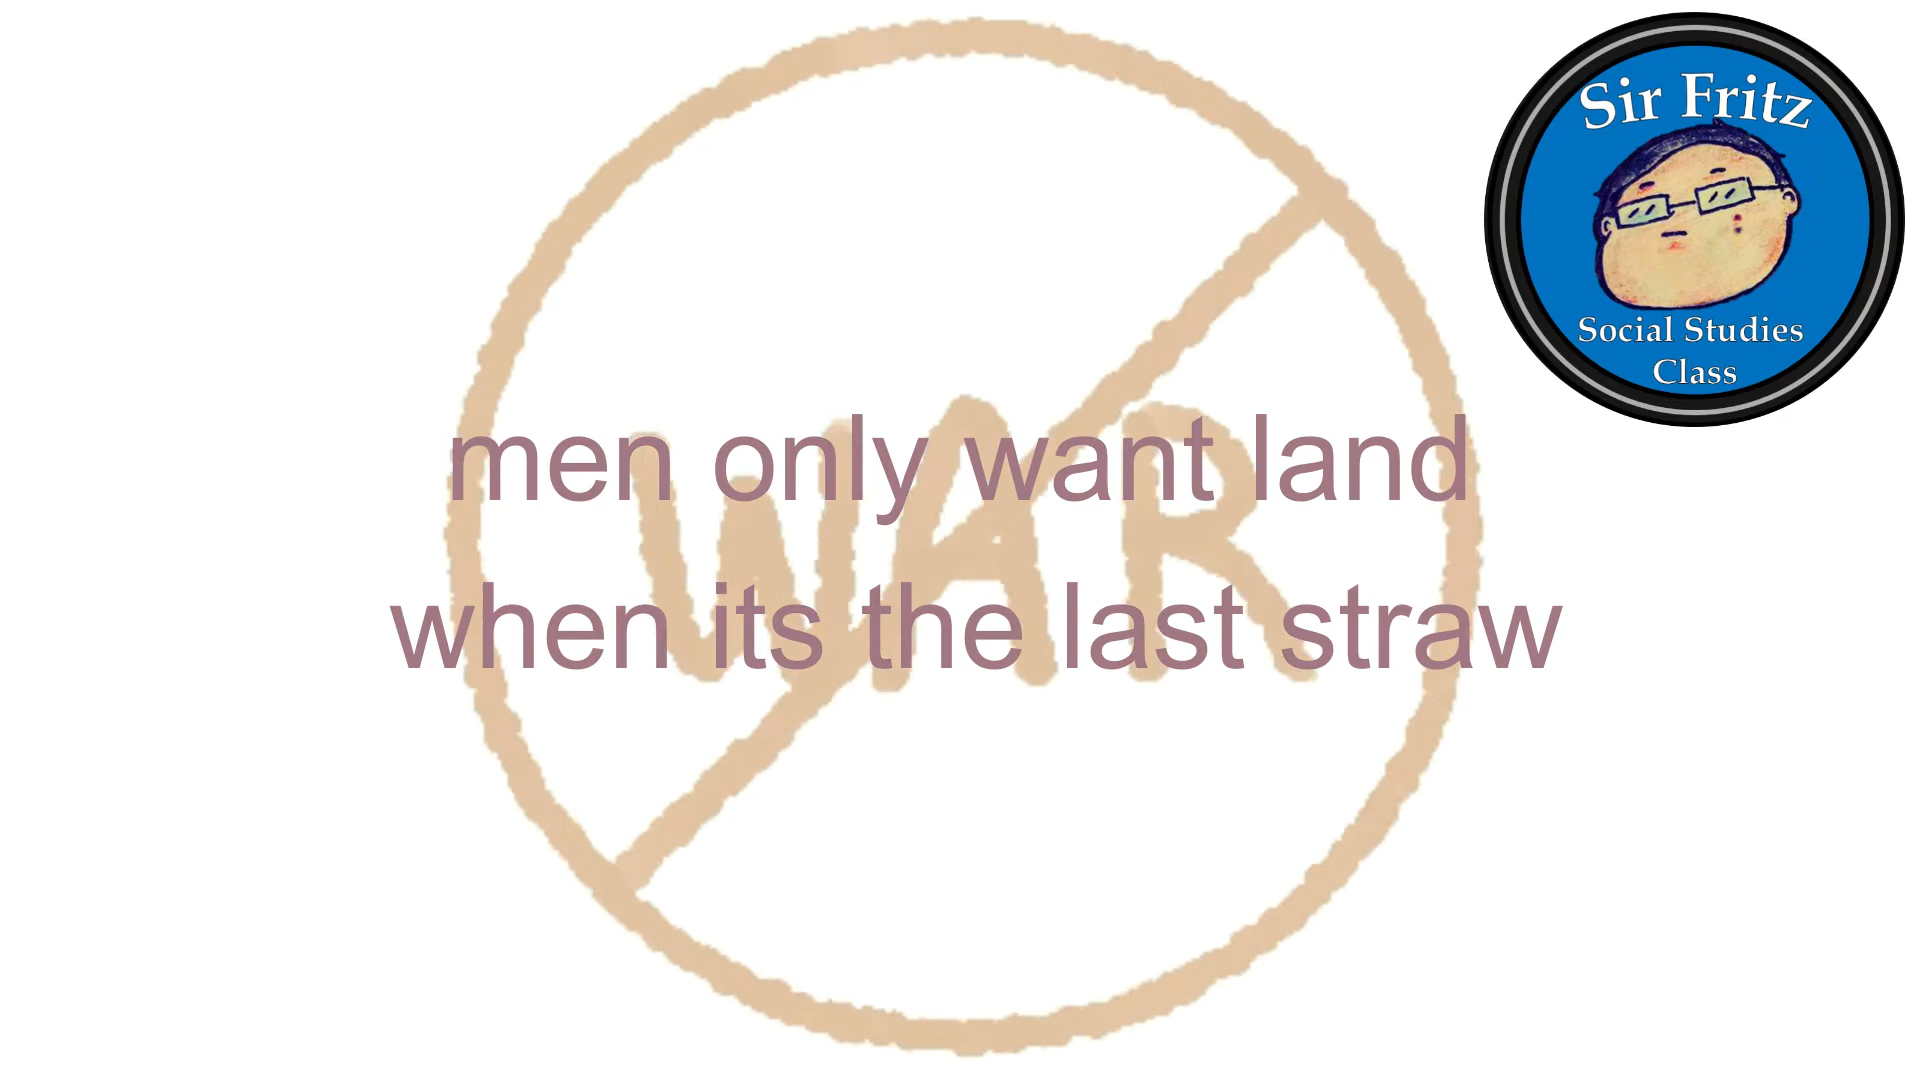 Sir Fritz
Social Studies
Class
WAR
men only want land
when its the last straw